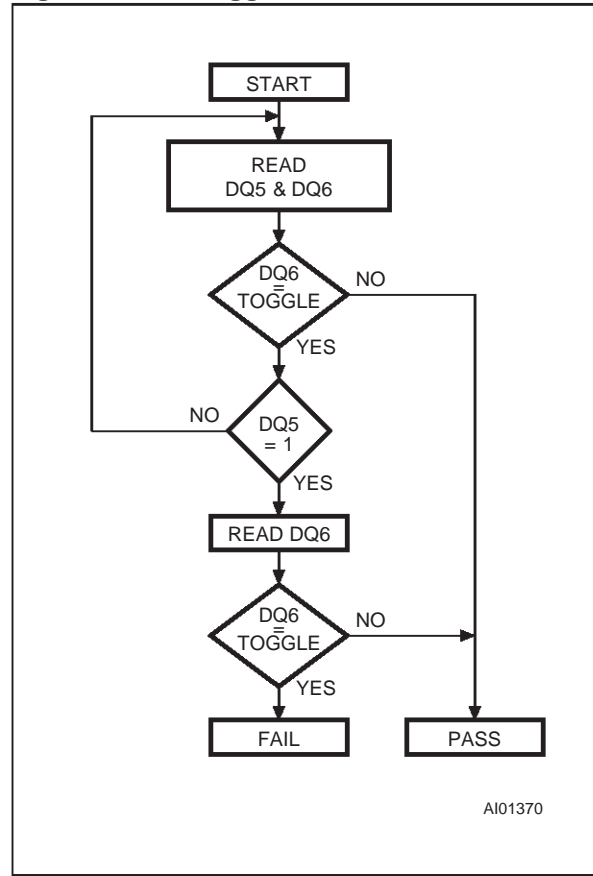 START
READ
DQ5 & DQ6
DQ6
=
TOGGLE
NO
YES
NO
DQ5
= 1
YES
READ DQ6
DQ6
=
TOGGLE
NO
YES
FAIL
PASS
AI01370